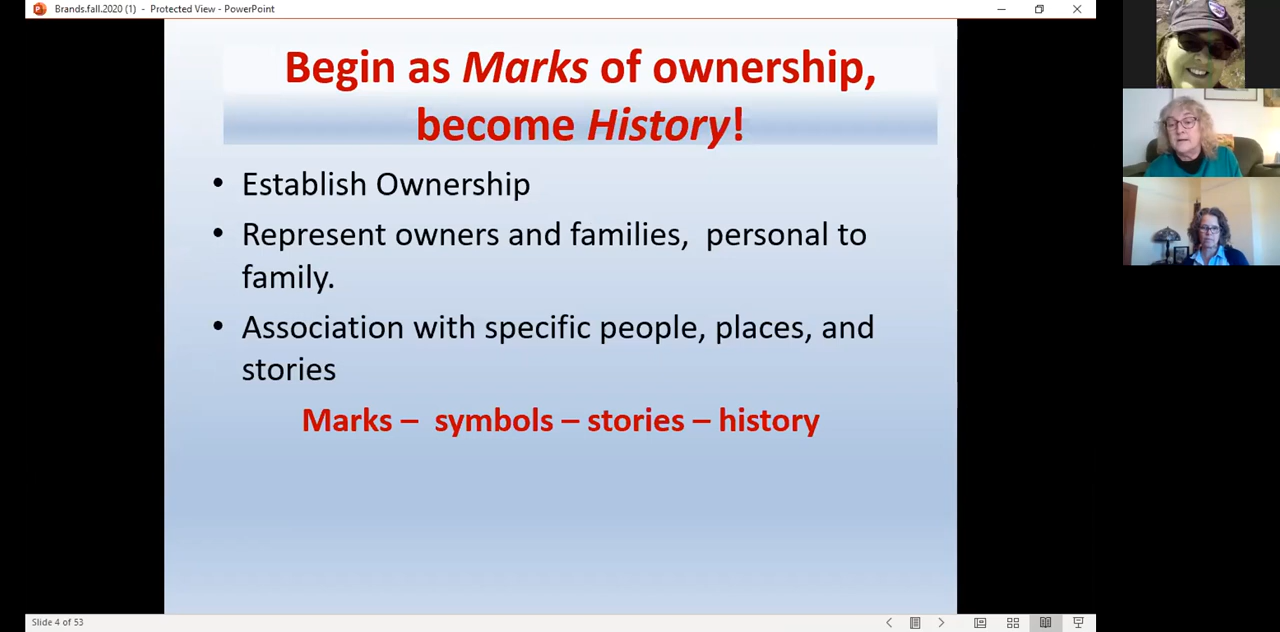 Brands.fall.2020 (1) - Protected View - PowerPoint
Begin as Marks of ownership,
become History!
• Establish Ownership
• Represent owners and families,  personal to
family.
• Association with specific people, places, and
stories
Marks –  symbols – stories – history
Slide 4 of 53